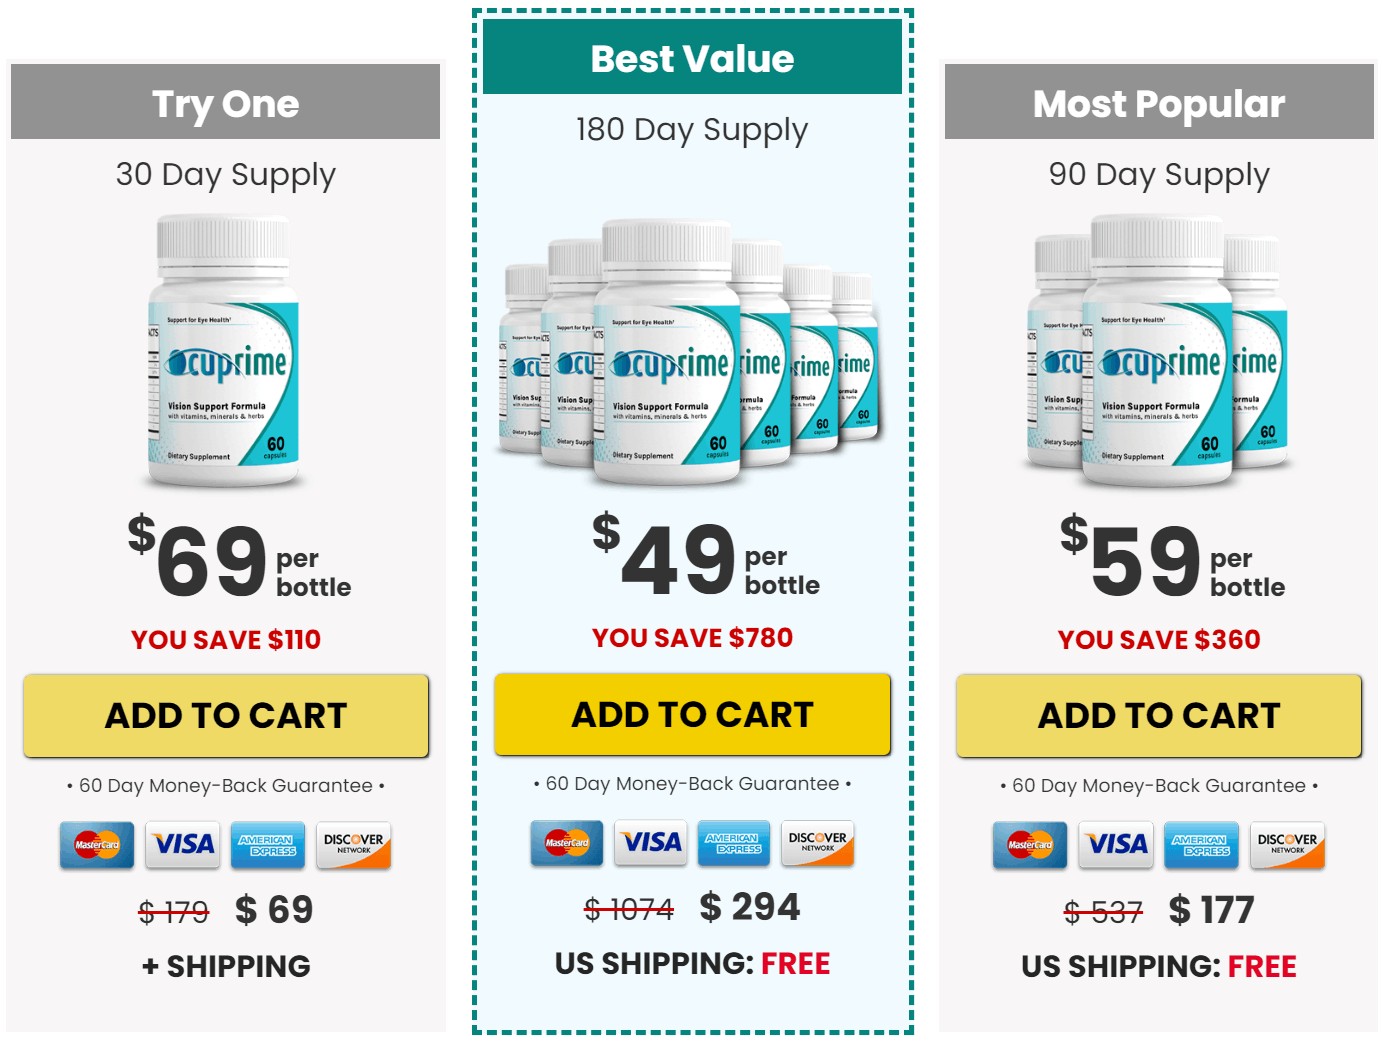 Try One
30 Day Supply
Support for Eye Health¹
Ocuprime
Vision Support Formula
with vitamins, minerals & herbs
60
capsules
Dietary Supplement
$69 per
bottle
YOU SAVE $110
ADD TO CART
• 60 Day Money-Back Guarantee •
MasterCard VISA AMERICAN EXPRESS DISCOVER NETWORK
$ 179 $ 69
+ SHIPPING
Best Value
180 Day Supply
Support for Eye Health¹
Ocuprime
Vision Support Formula
with vitamins, minerals & herbs
60
capsules
Dietary Supplement
$49 per
bottle
YOU SAVE $780
ADD TO CART
• 60 Day Money-Back Guarantee •
MasterCard VISA AMERICAN EXPRESS DISCOVER NETWORK
$ 1074 $ 294
US SHIPPING: FREE
Most Popular
90 Day Supply
Support for Eye Health¹
Ocuprime
Vision Support Formula
with vitamins, minerals & herbs
60
capsules
Dietary Supplement
$59 per
bottle
YOU SAVE $360
ADD TO CART
• 60 Day Money-Back Guarantee •
MasterCard VISA AMERICAN EXPRESS DISCOVER NETWORK
$ 537 $ 177
US SHIPPING: FREE